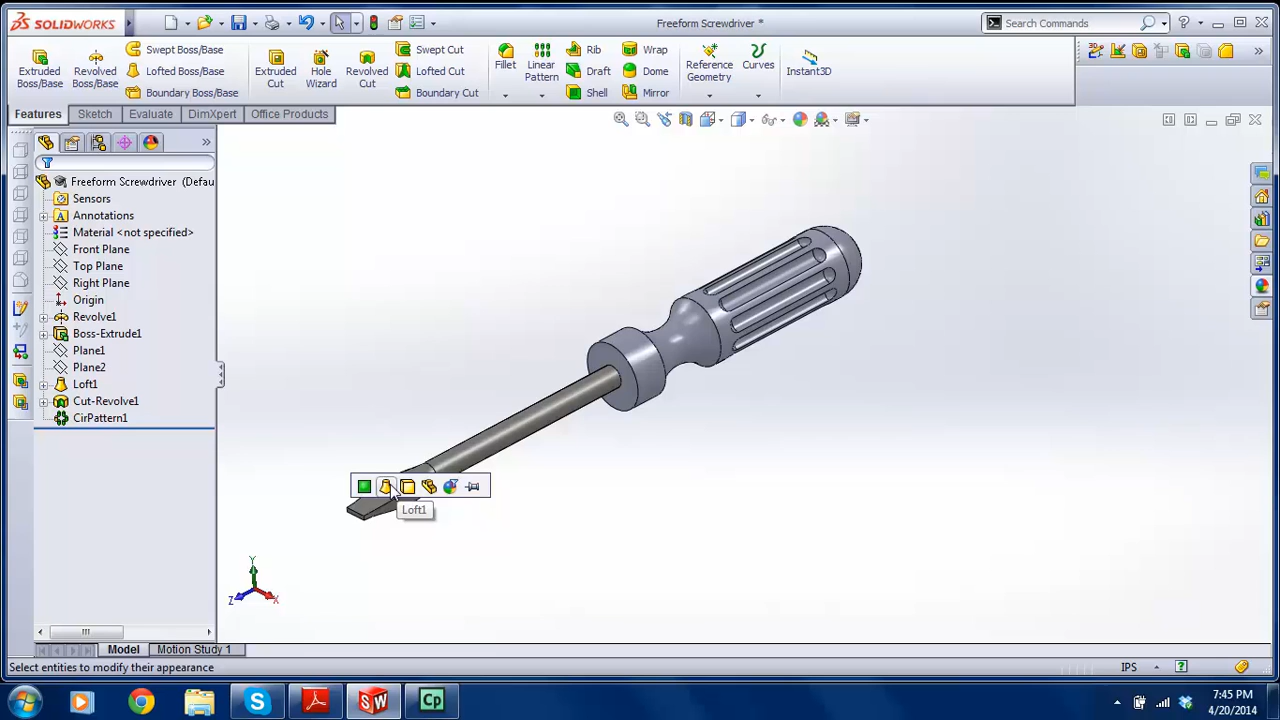 SOLIDWORKS
Freeform Screwdriver *
Search Commands
Extruded Boss/Base
Revolved Boss/Base
Swept Boss/Base
Lofted Boss/Base
Boundary Boss/Base
Extruded Cut
Hole Wizard
Revolved Cut
Swept Cut
Lofted Cut
Boundary Cut
Fillet
Linear Pattern
Rib
Draft
Shell
Wrap
Dome
Mirror
Reference Geometry
Curves
Instant3D
Features
Sketch
Evaluate
DimXpert
Office Products
Freeform Screwdriver (Defau
Sensors
Annotations
Material <not specified>
Front Plane
Top Plane
Right Plane
Origin
Revolve1
Boss-Extrude1
Plane1
Plane2
Loft1
Cut-Revolve1
CirPattern1
Loft1
Y
Z
X
Model
Motion Study 1
Select entities to modify their appearance
IPS
Cp
7:45 PM
4/20/2014